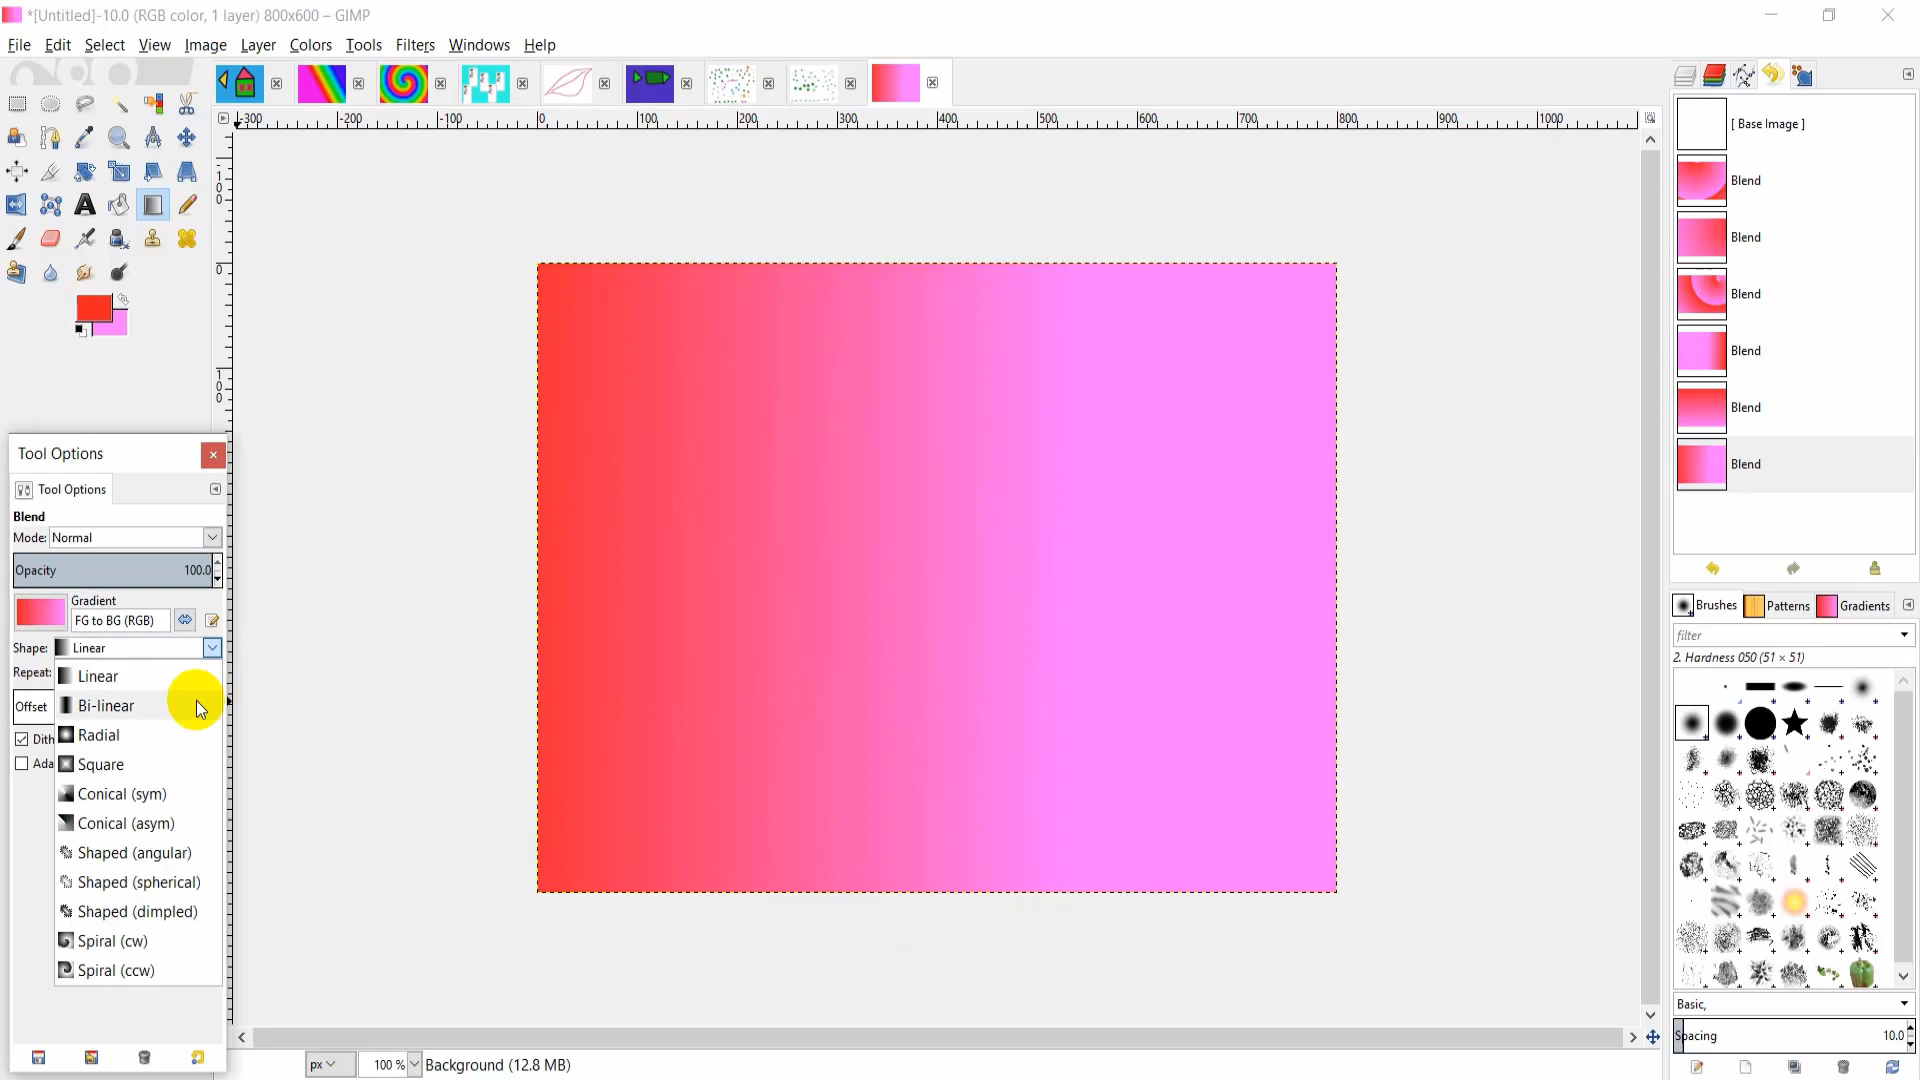 *[Untitled]-10.0 (RGB color, 1 layer) 800x600 – GIMP
File Edit Select View Image Layer Colors Tools Filters Windows Help
-300 -200 -100 0 100 200 300 400 500 600 700 800 900 1000
-100
0
100
[ Base Image ]
Blend
Blend
Blend
Blend
Blend
Blend
Tool Options
Tool Options
Blend
Mode: Normal
Opacity 100.0
Gradient
FG to BG (RGB)
Shape: Linear
Repeat:
Linear
Offset
Bi-linear
Dith
Radial
Ada
Square
Conical (sym)
Conical (asym)
Shaped (angular)
Shaped (spherical)
Shaped (dimpled)
Spiral (cw)
Spiral (ccw)
Brushes Patterns Gradients
filter
2. Hardness 050 (51 × 51)
Basic,
Spacing 10.0
px 100 % Background (12.8 MB)